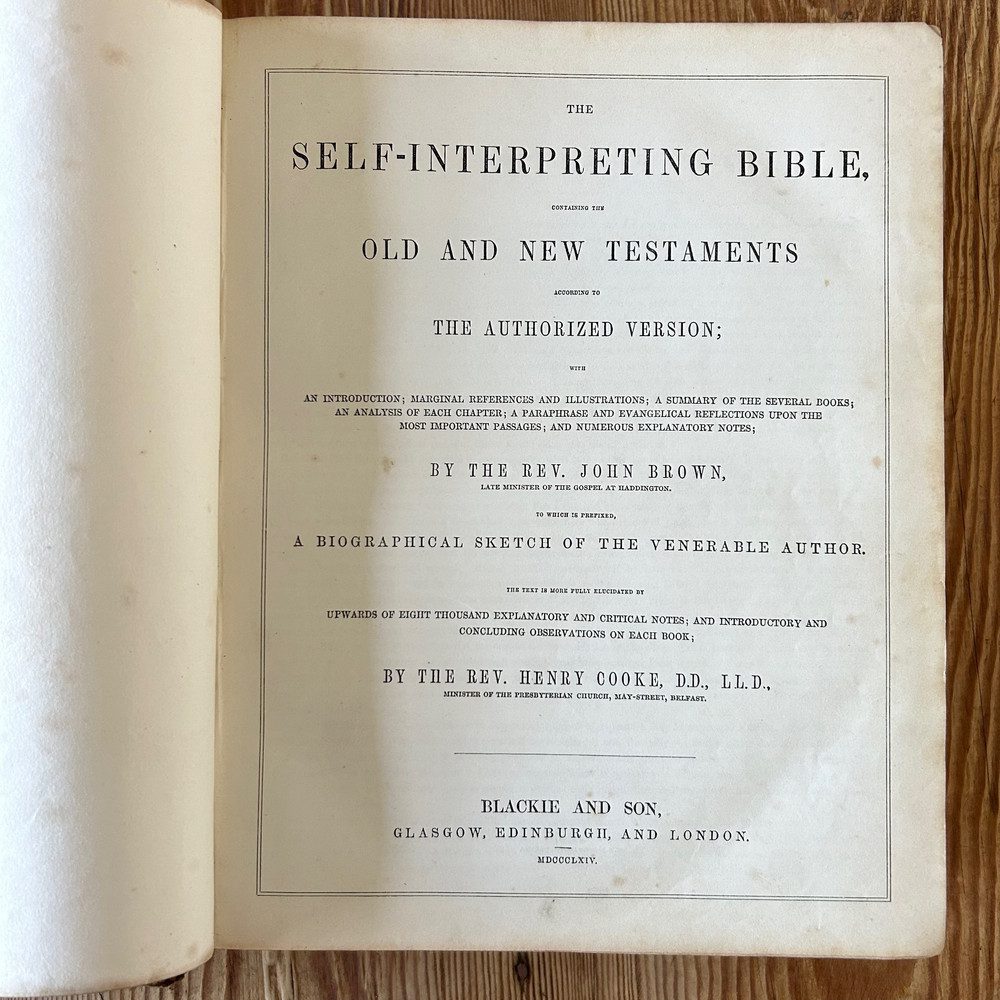 THE
SELF-INTERPRETING BIBLE,
CONTAINING THE
OLD AND NEW TESTAMENTS
ACCORDING TO
THE AUTHORIZED VERSION;
WITH
AN INTRODUCTION; MARGINAL REFERENCES AND ILLUSTRATIONS; A SUMMARY OF THE SEVERAL BOOKS;
AN ANALYSIS OF EACH CHAPTER; A PARAPHRASE AND EVANGELICAL REFLECTIONS UPON THE
MOST IMPORTANT PASSAGES; AND NUMEROUS EXPLANATORY NOTES;
BY THE REV. JOHN BROWN,
LATE MINISTER OF THE GOSPEL AT HADDINGTON.
TO WHICH IS PREFIXED,
A BIOGRAPHICAL SKETCH OF THE VENERABLE AUTHOR.
THE TEXT IS MORE FULLY ELUCIDATED BY
UPWARDS OF EIGHT THOUSAND EXPLANATORY AND CRITICAL NOTES; AND INTRODUCTORY AND
CONCLUDING OBSERVATIONS ON EACH BOOK;
BY THE REV. HENRY COOKE, D.D., LL.D.,
MINISTER OF THE PRESBYTERIAN CHURCH, MAY-STREET, BELFAST.
BLACKIE AND SON,
GLASGOW, EDINBURGH, AND LONDON.
MDCCCLXIV.